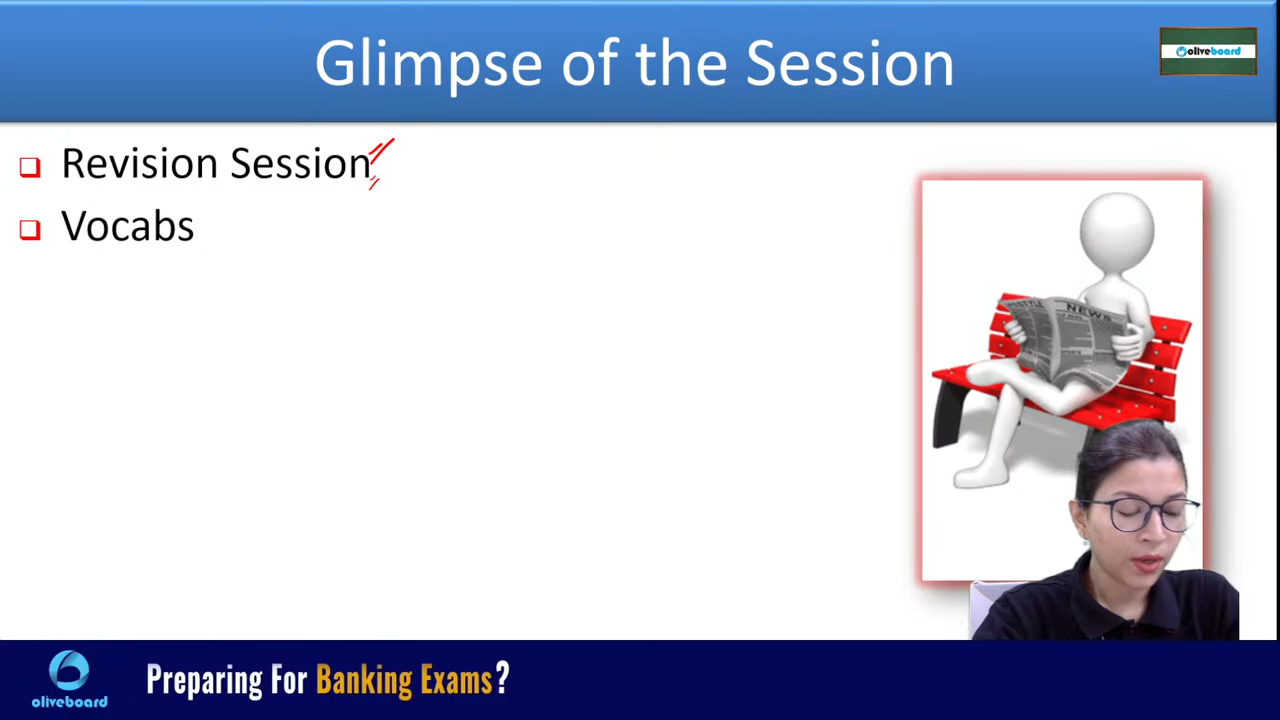 Glimpse of the Session
oliveboard
Revision Session
Vocabs
NEWS
Preparing For Banking Exams?
oliveboard